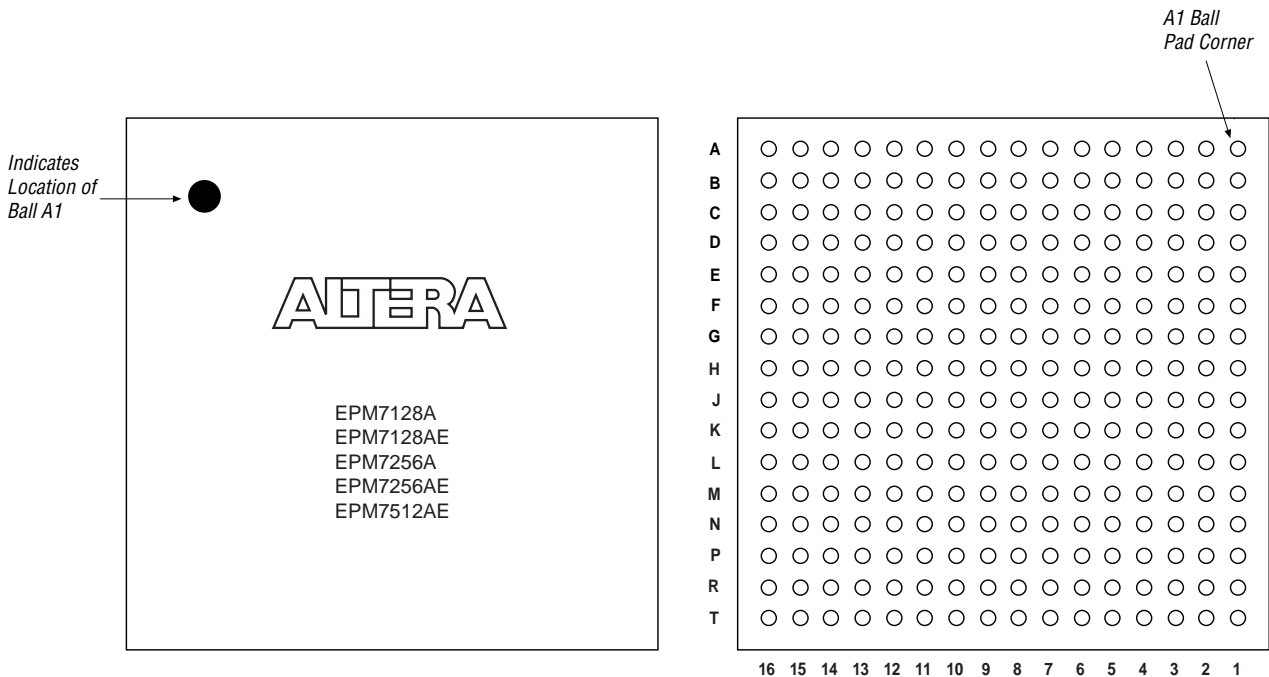 A1 Ball
Pad Corner
Indicates
Location of
Ball A1
ALTERA
EPM7128A
EPM7128AE
EPM7256A
EPM7256AE
EPM7512AE
A
B
C
D
E
F
G
H
J
K
L
M
N
P
R
T
16 15 14 13 12 11 10 9 8 7 6 5 4 3 2 1